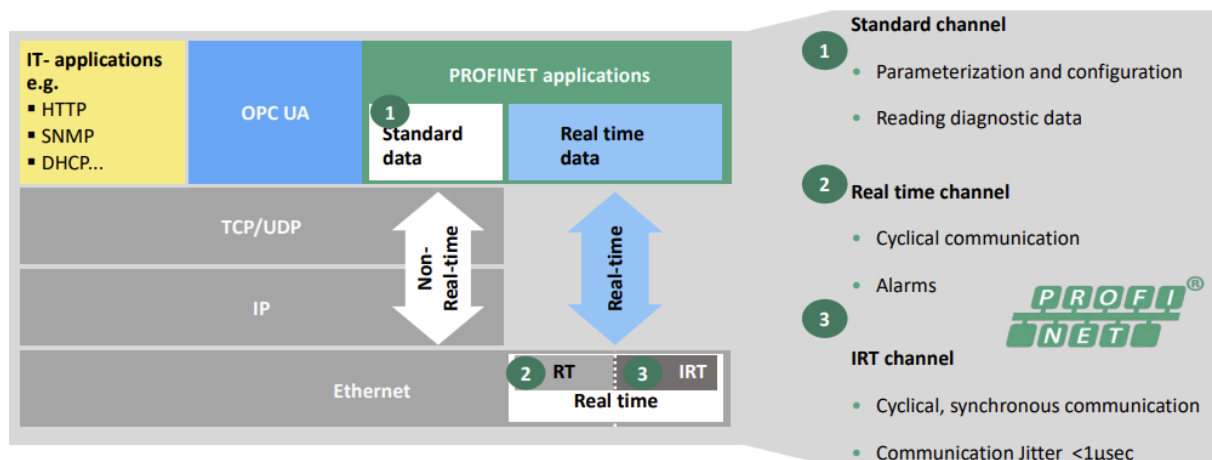 IT- applications
e.g.
▪ HTTP
▪ SNMP
▪ DHCP...
OPC UA
PROFINET applications
1
Standard
data
Real time
data
TCP/UDP
IP
Non-
Real-time
Real-time
Ethernet
2
RT
3
IRT
Real time
Standard channel
1
• Parameterization and configuration
• Reading diagnostic data
2
Real time channel
• Cyclical communication
• Alarms
PROFI®
NET
3
IRT channel
• Cyclical, synchronous communication
• Communication Jitter <1µsec